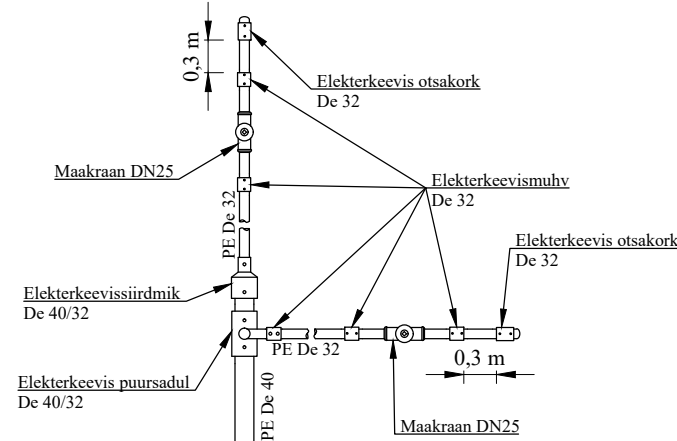 0,3 m
Elekterkeevis otsakork
De 32
Maakraan DN25
Elekterkeevismuhv
De 32
PE De 32
Elekterkeevis otsakork
De 32
Elekterkeevissiirdmik
De 40/32
PE De 32
0,3 m
Elekterkeevis puursadul
De 40/32
PE De 40
Maakraan DN25